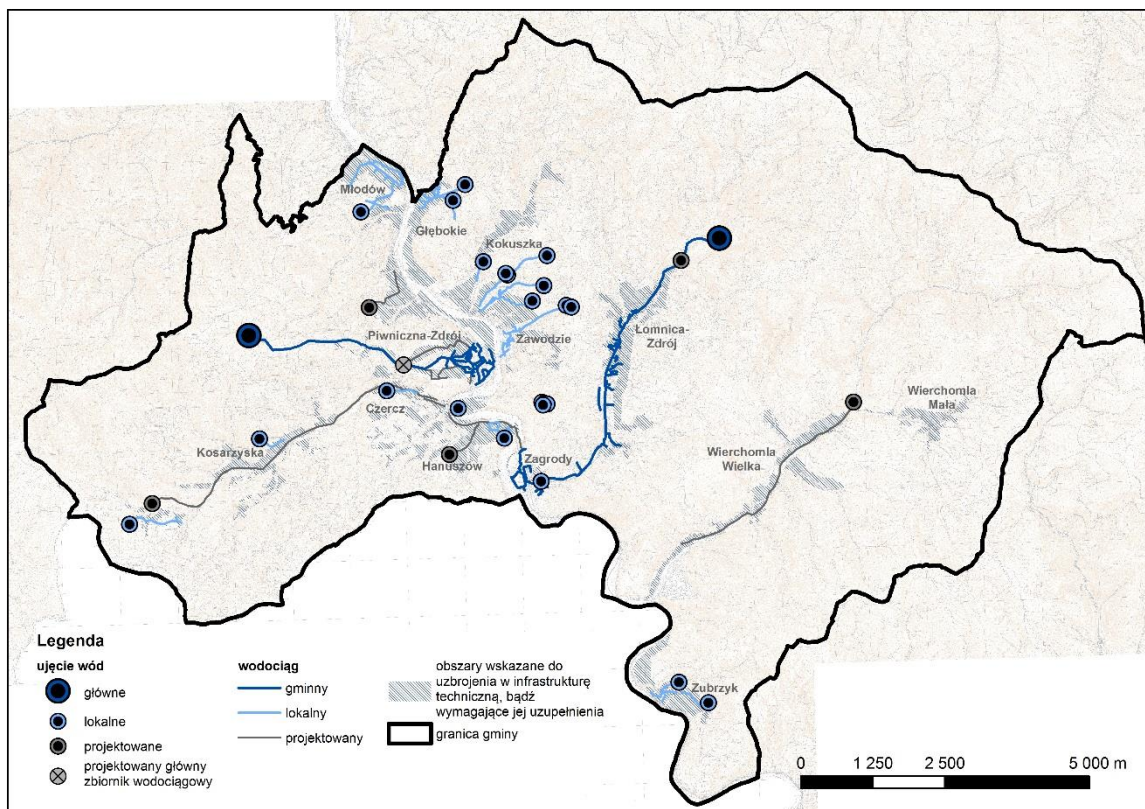 Młodów
Głębokie
Kokuszka
Piwniczna-Zdrój
Zawodzie
Łomnica-
Zdrój
Czercz
Wierchomla
Mała
Kosarzyska
Hanuszów
Zagrody
Wierchomla
Wielka
Zubrzyk
Legenda
ujęcie wód
główne
lokalne
projektowane
projektowany główny
zbiornik wodociągowy
wodociąg
gminny
lokalny
projektowany
obszary wskazane do
uzbrojenia w infrastrukturę
techniczną, bądź
wymagające jej uzupełnienia
granica gminy
0 1 250 2 500 5 000 m